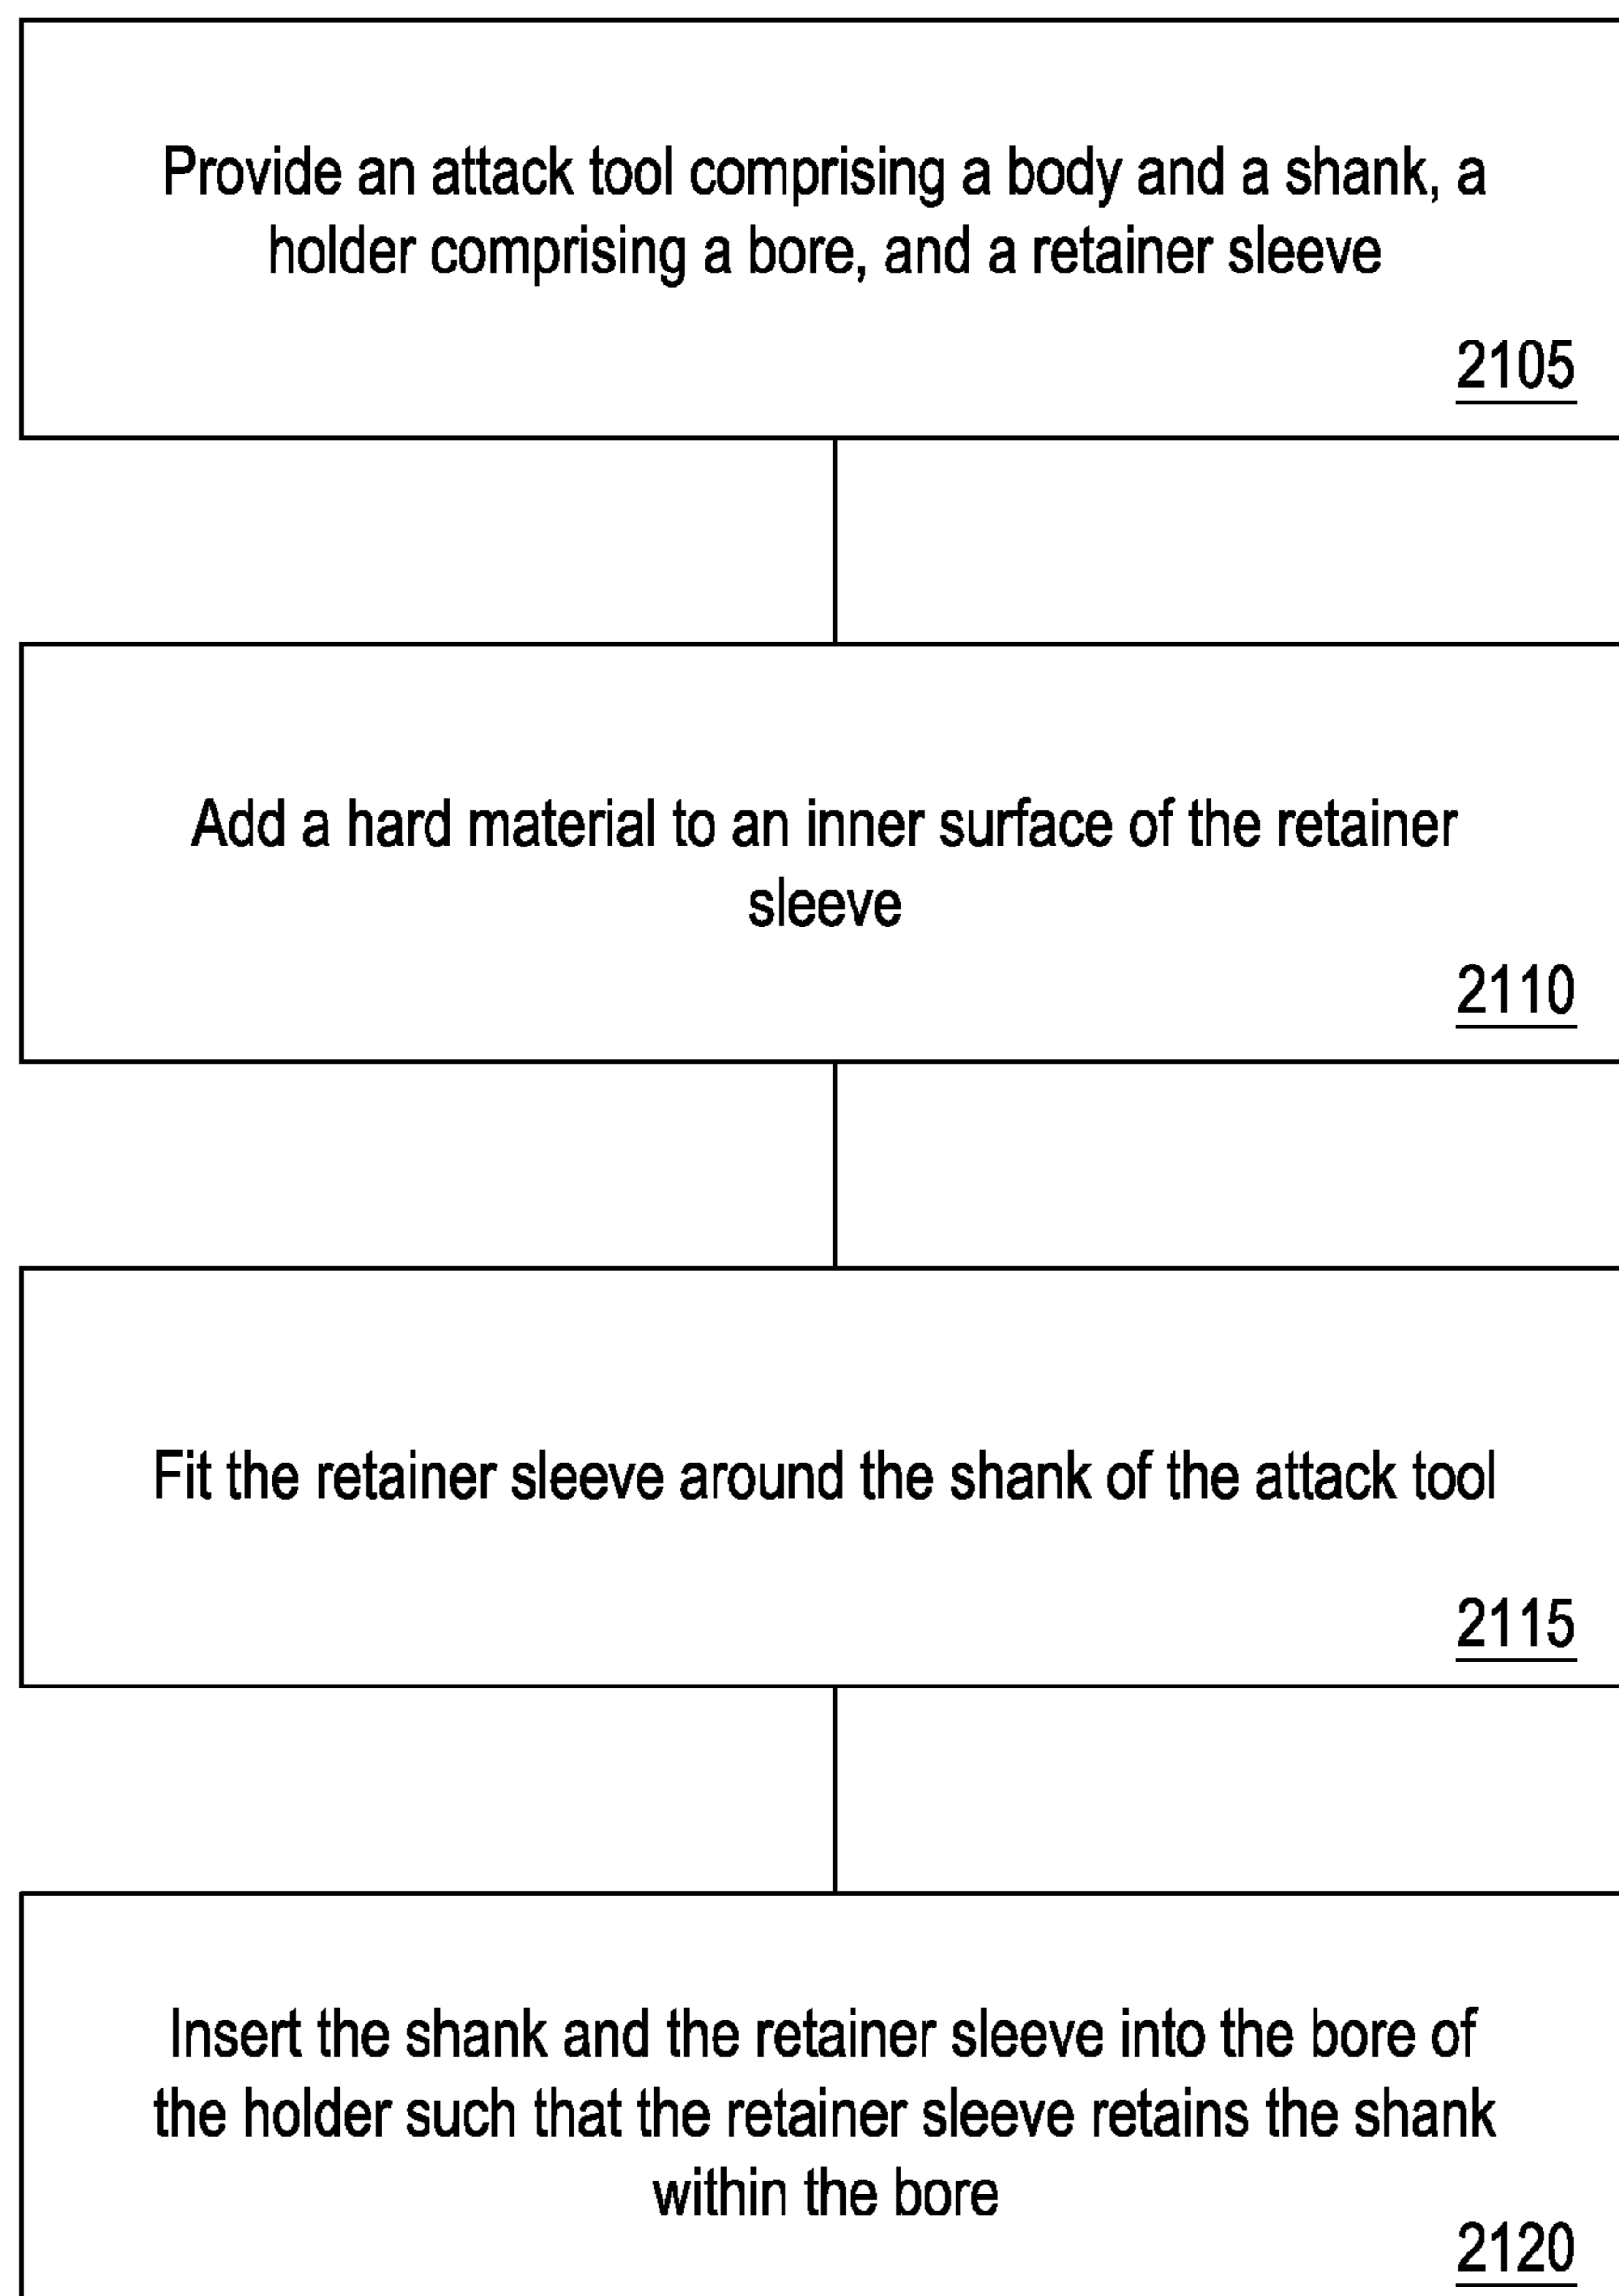 Provide an attack tool comprising a body and a shank, a
holder comprising a bore, and a retainer sleeve
2105
Add a hard material to an inner surface of the retainer
sleeve
2110
Fit the retainer sleeve around the shank of the attack tool
2115
Insert the shank and the retainer sleeve into the bore of
the holder such that the retainer sleeve retains the shank
within the bore
2120